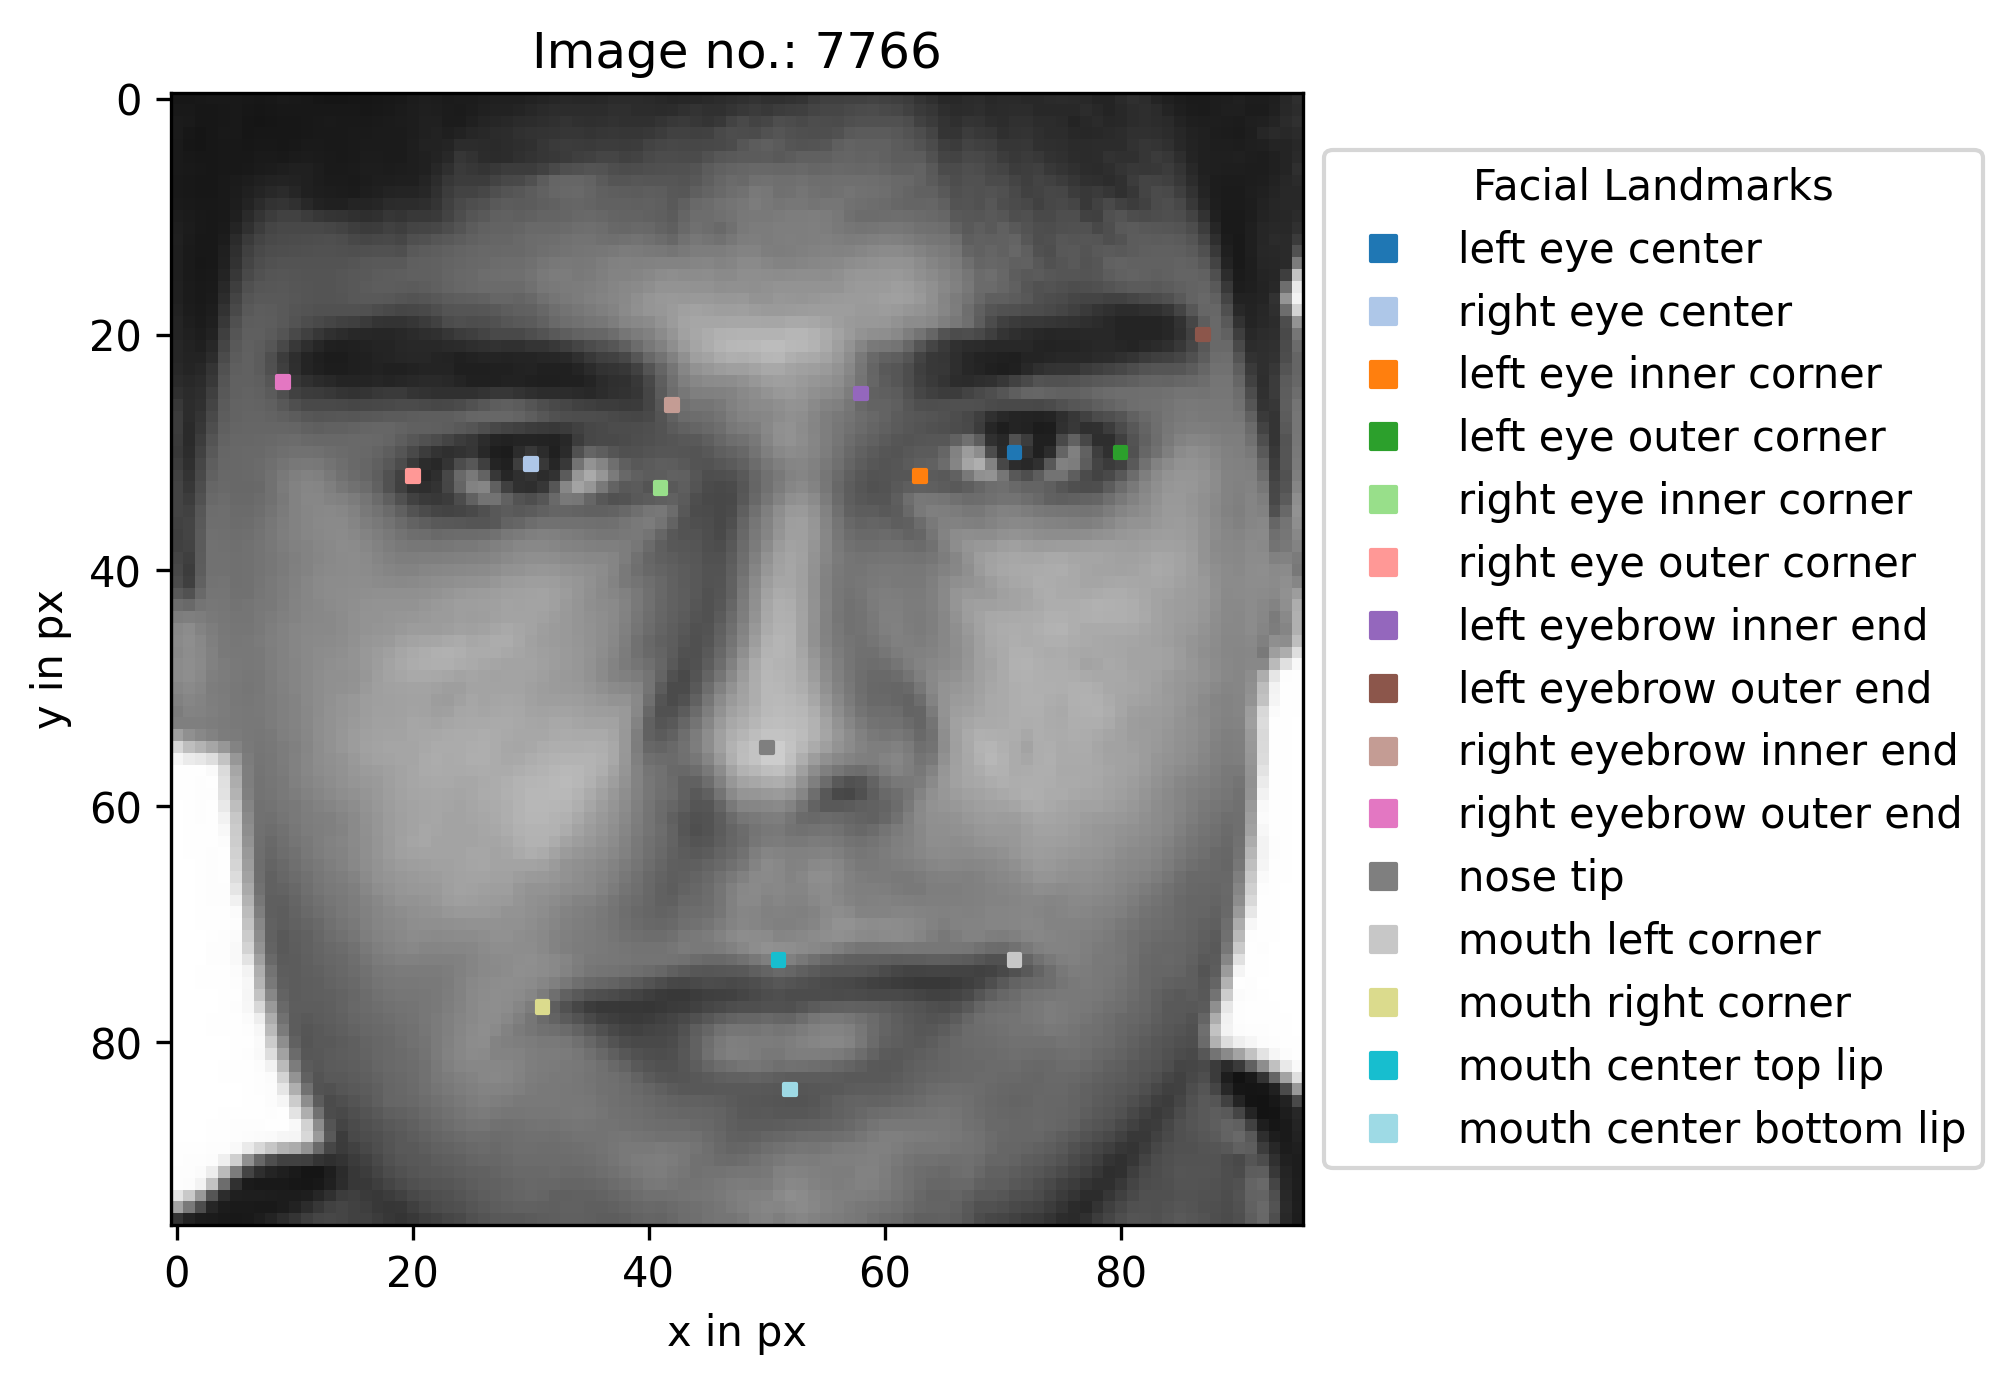 Image no.: 7766
0
20
40
60
80
y in px
0 20 40 60 80
x in px
Facial Landmarks
left eye center
right eye center
left eye inner corner
left eye outer corner
right eye inner corner
right eye outer corner
left eyebrow inner end
left eyebrow outer end
right eyebrow inner end
right eyebrow outer end
nose tip
mouth left corner
mouth right corner
mouth center top lip
mouth center bottom lip